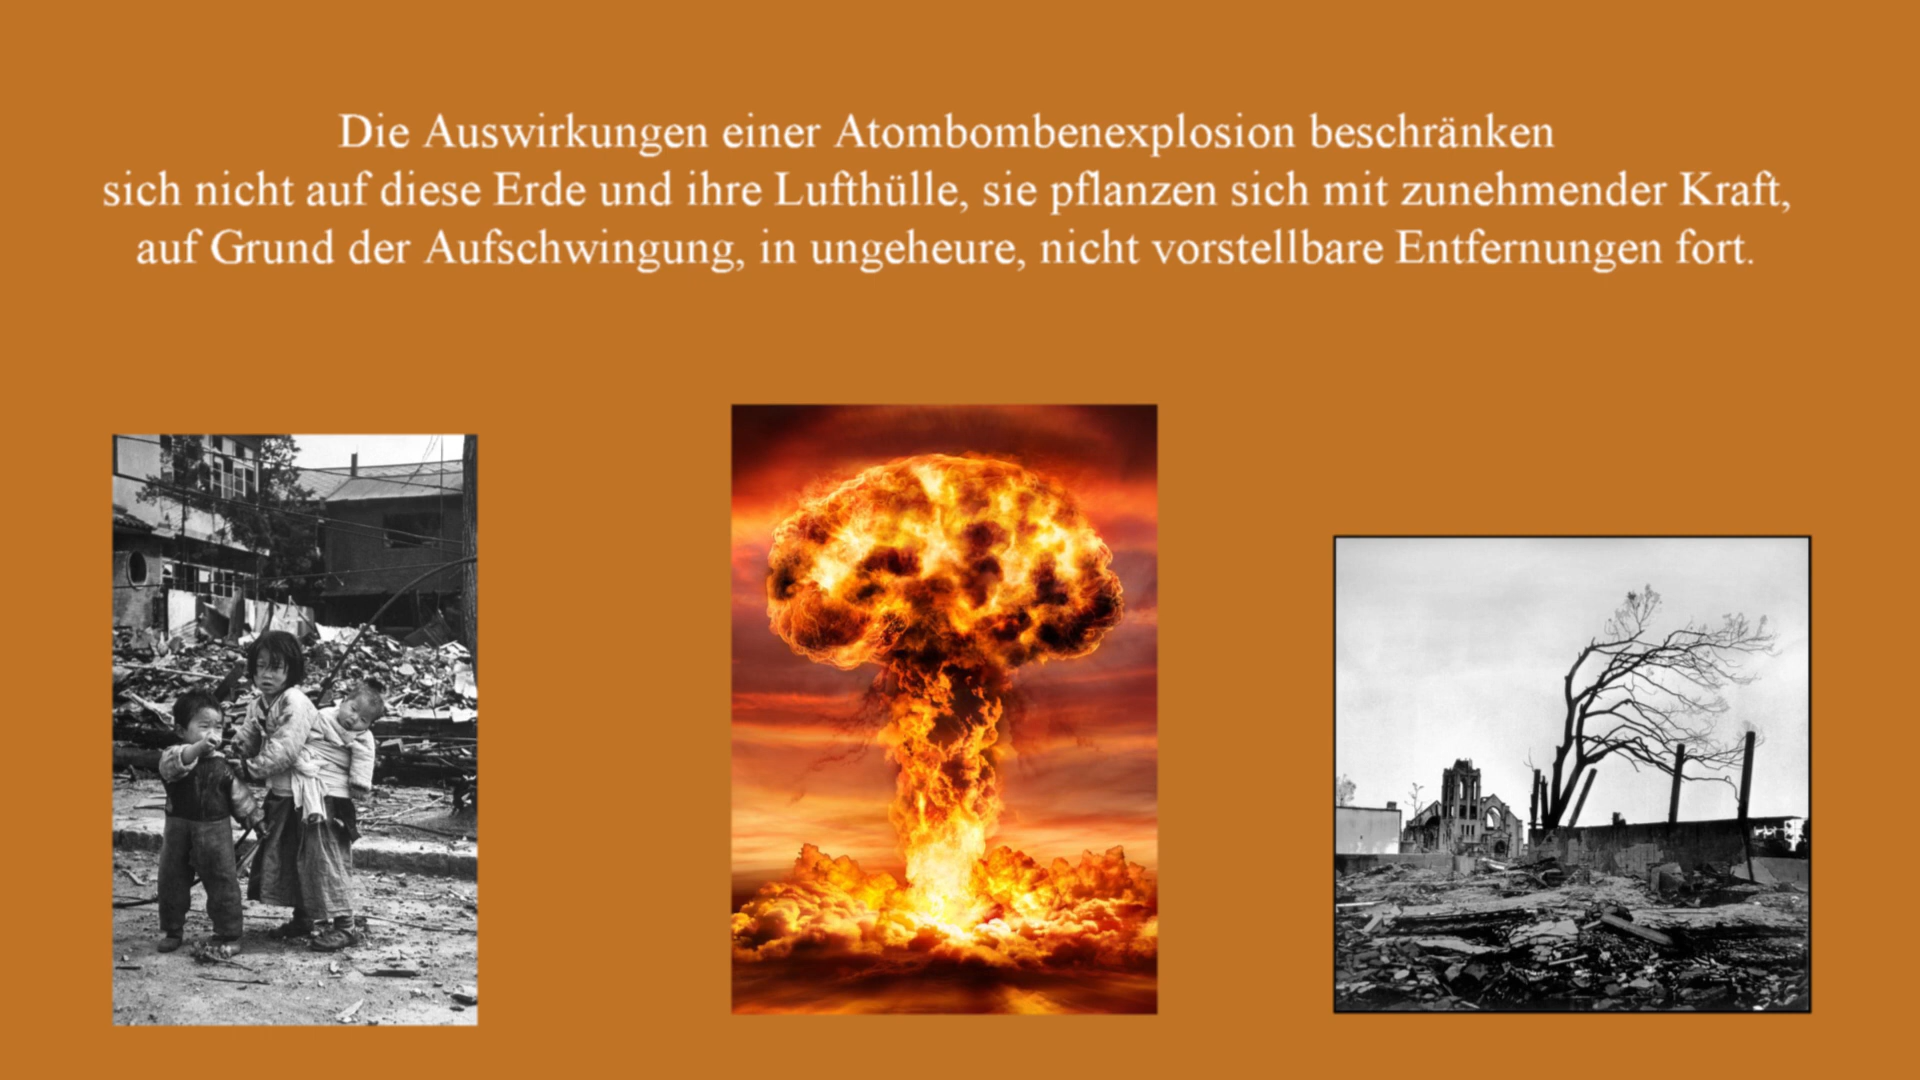 Die Auswirkungen einer Atombombenexplosion beschränken
sich nicht auf diese Erde und ihre Lufthülle, sie pflanzen sich mit zunehmender Kraft,
auf Grund der Aufschwingung, in ungeheure, nicht vorstellbare Entfernungen fort.